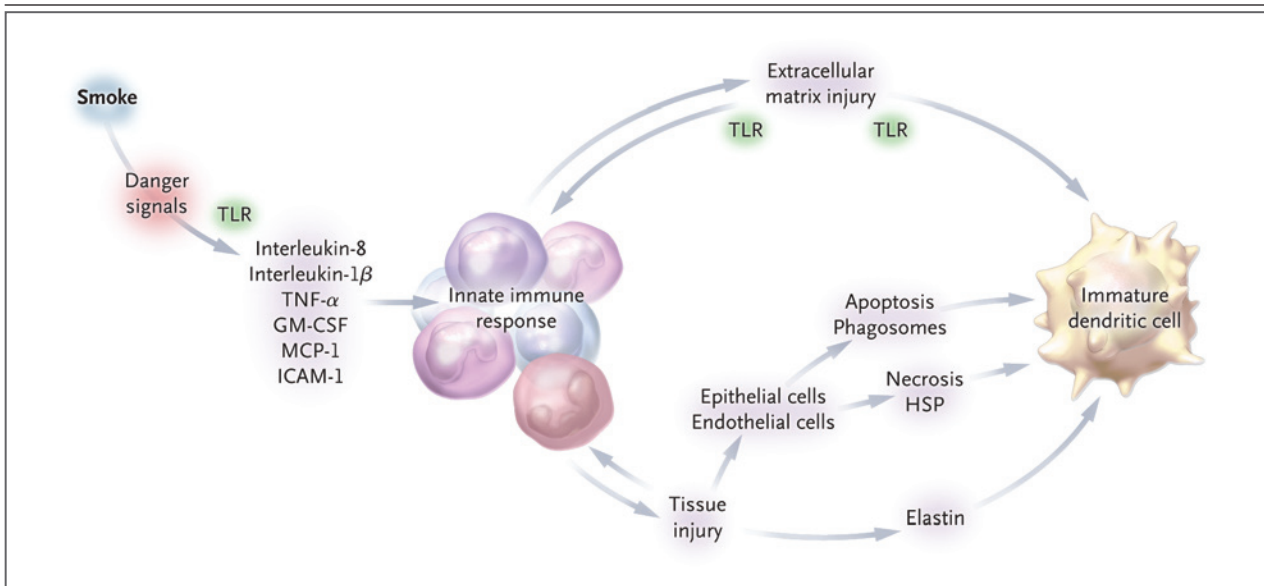 Smoke
Danger
signals
TLR
Interleukin-8
Interleukin-1β
TNF-α
GM-CSF
MCP-1
ICAM-1
Innate immune
response
Extracellular
matrix injury
TLR
TLR
Apoptosis
Phagosomes
Necrosis
HSP
Epithelial cells
Endothelial cells
Tissue
injury
Elastin
Immature
dendritic cell